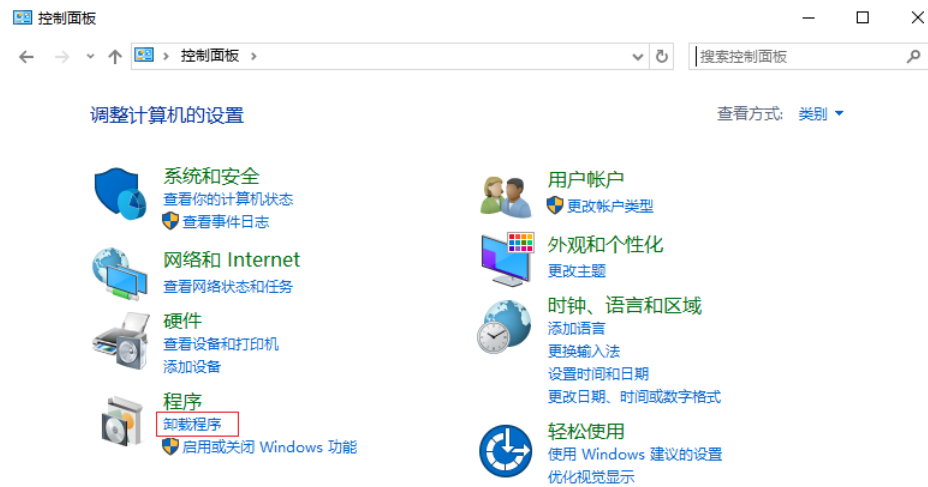 控制面板
控制面板
搜索控制面板
调整计算机的设置
查看方式: 类别
系统和安全
查看你的计算机状态
查看事件日志
网络和 Internet
查看网络状态和任务
硬件
查看设备和打印机
添加设备
程序
卸载程序
启用或关闭 Windows 功能
用户帐户
更改帐户类型
外观和个性化
更改主题
时钟、语言和区域
添加语言
更换输入法
设置时间和日期
更改日期、时间或数字格式
轻松使用
使用 Windows 建议的设置
优化视觉显示